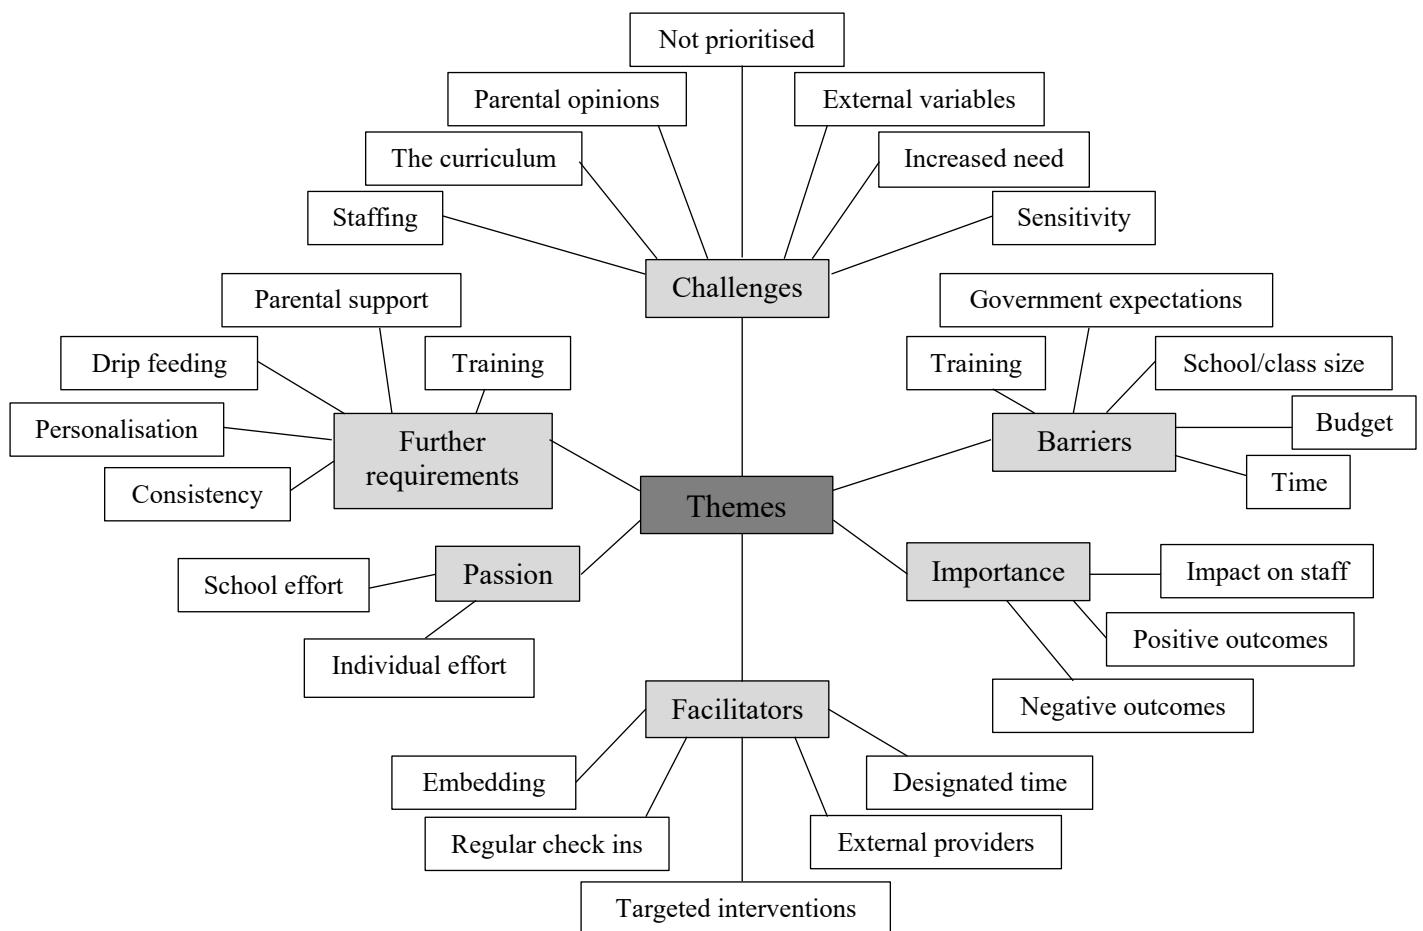 Not prioritised
Parental opinions
External variables
The curriculum
Increased need
Staffing
Sensitivity
Challenges
Parental support
Government expectations
Drip feeding
Training
Training
School/class size
Personalisation
Further
requirements
Barriers
Budget
Consistency
Time
Themes
School effort
Passion
Importance
Impact on staff
Individual effort
Positive outcomes
Negative outcomes
Facilitators
Embedding
Designated time
Regular check ins
External providers
Targeted interventions